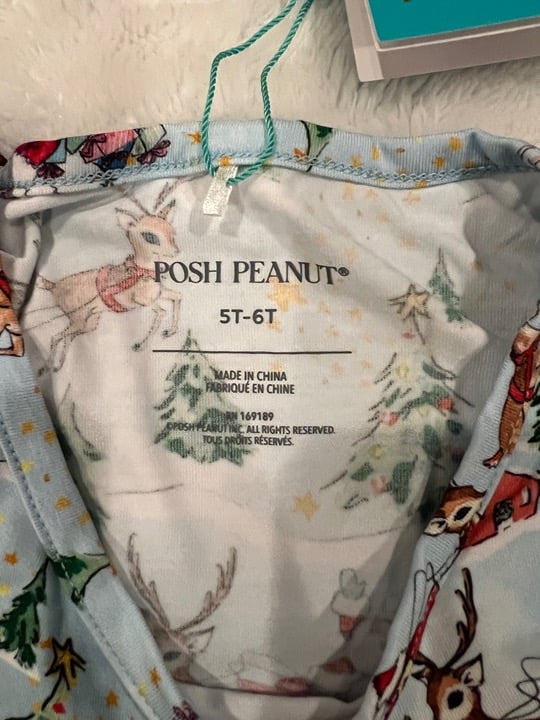 POSH PEANUT®
5T-6T
MADE IN CHINA
FABRIQUÉ EN CHINE
RN 169189
©POSH PEANUT INC. ALL RIGHTS RESERVED.
TOUS DROITS RÉSERVÉS.